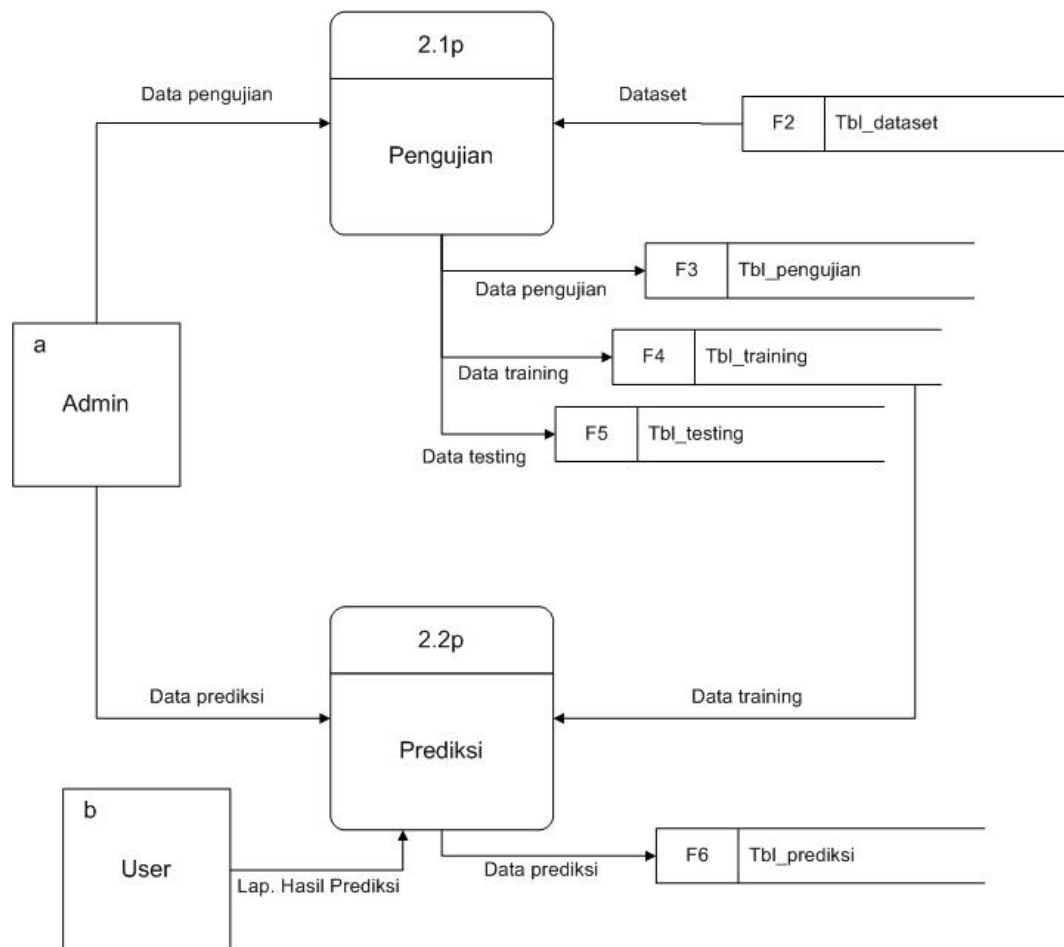 2.1p
Data pengujian
Dataset
F2 Tbl_dataset
Pengujian
F3 Tbl_pengujian
Data pengujian
a
F4 Tbl_training
Data training
Admin
F5 Tbl_testing
Data testing
2.2p
Data prediksi
Data training
Prediksi
b
User
F6 Tbl_prediksi
Data prediksi
Lap. Hasil Prediksi